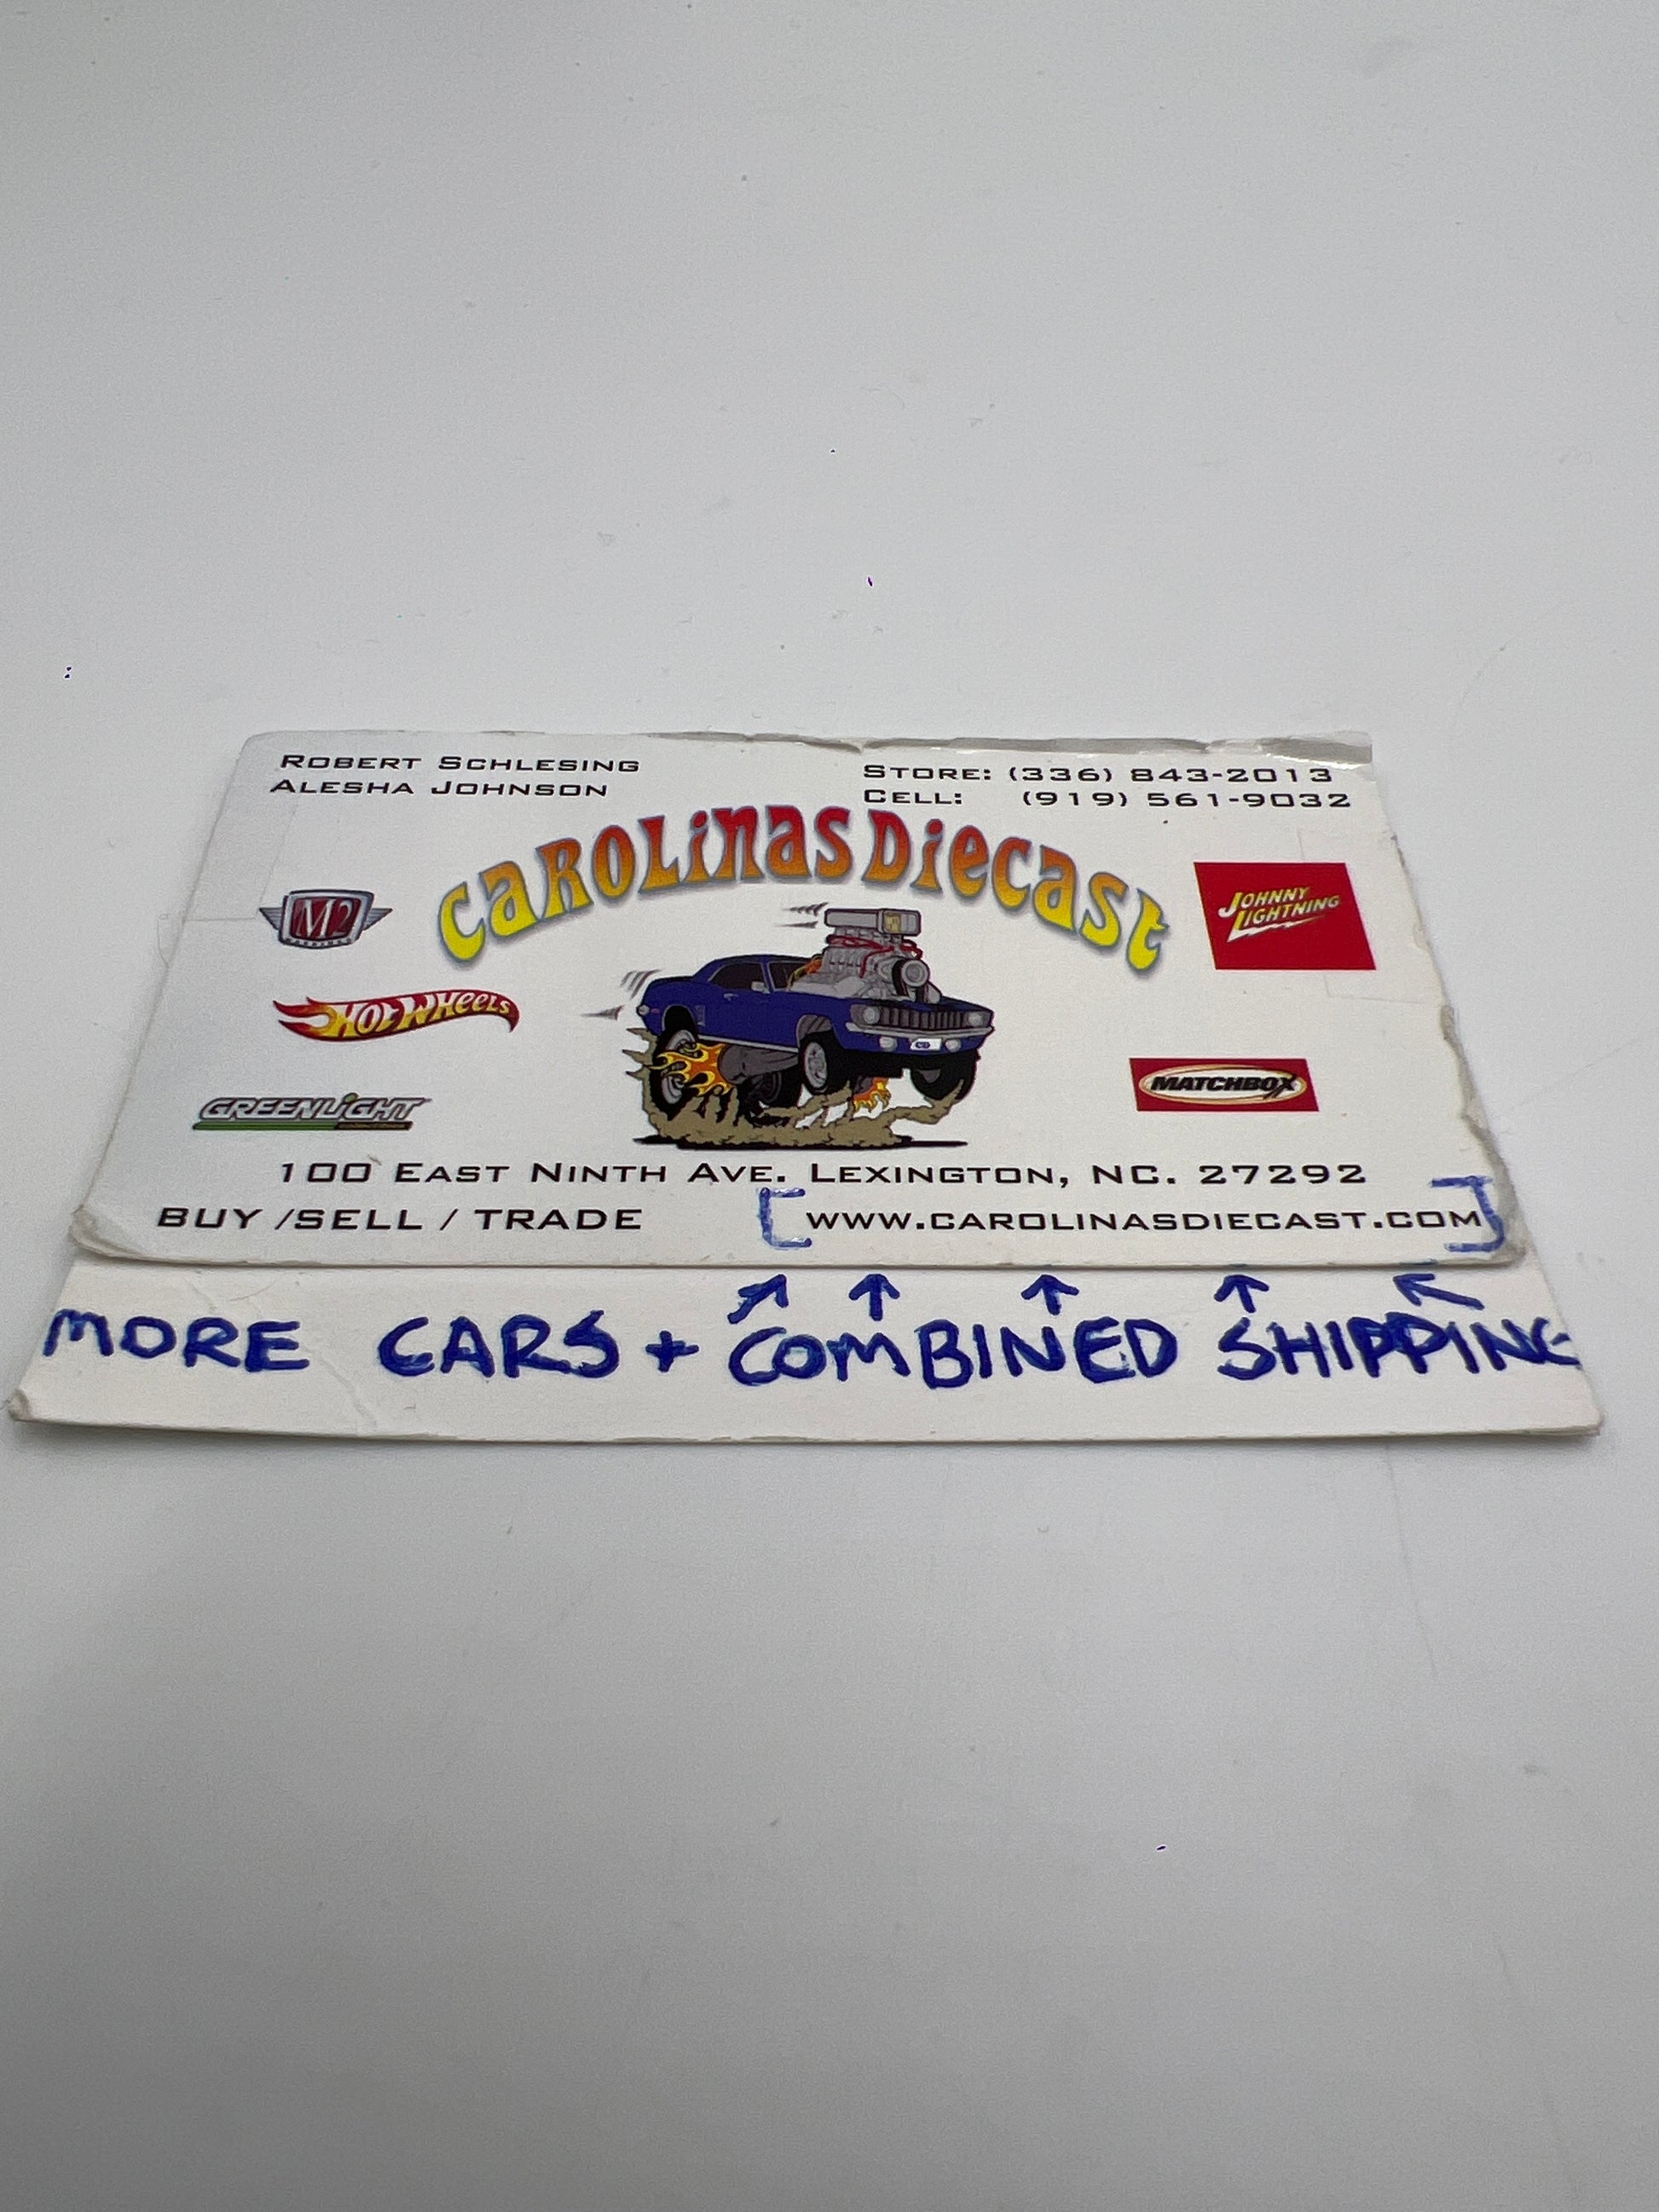 ROBERT SCHLESING
ALESHA JOHNSON
STORE: (336) 843-2013
CELL: (919) 561-9032
CAROLINAS DIECAST
M2
JOHNNY LIGHTNING
HOT WHEELS
GREENLIGHT
MATCHBOX
100 EAST NINTH AVE. LEXINGTON, NC. 27292
BUY /SELL / TRADE
[WWW.CAROLINASDIECAST.COM]
MORE CARS + COMBINED SHIPPING